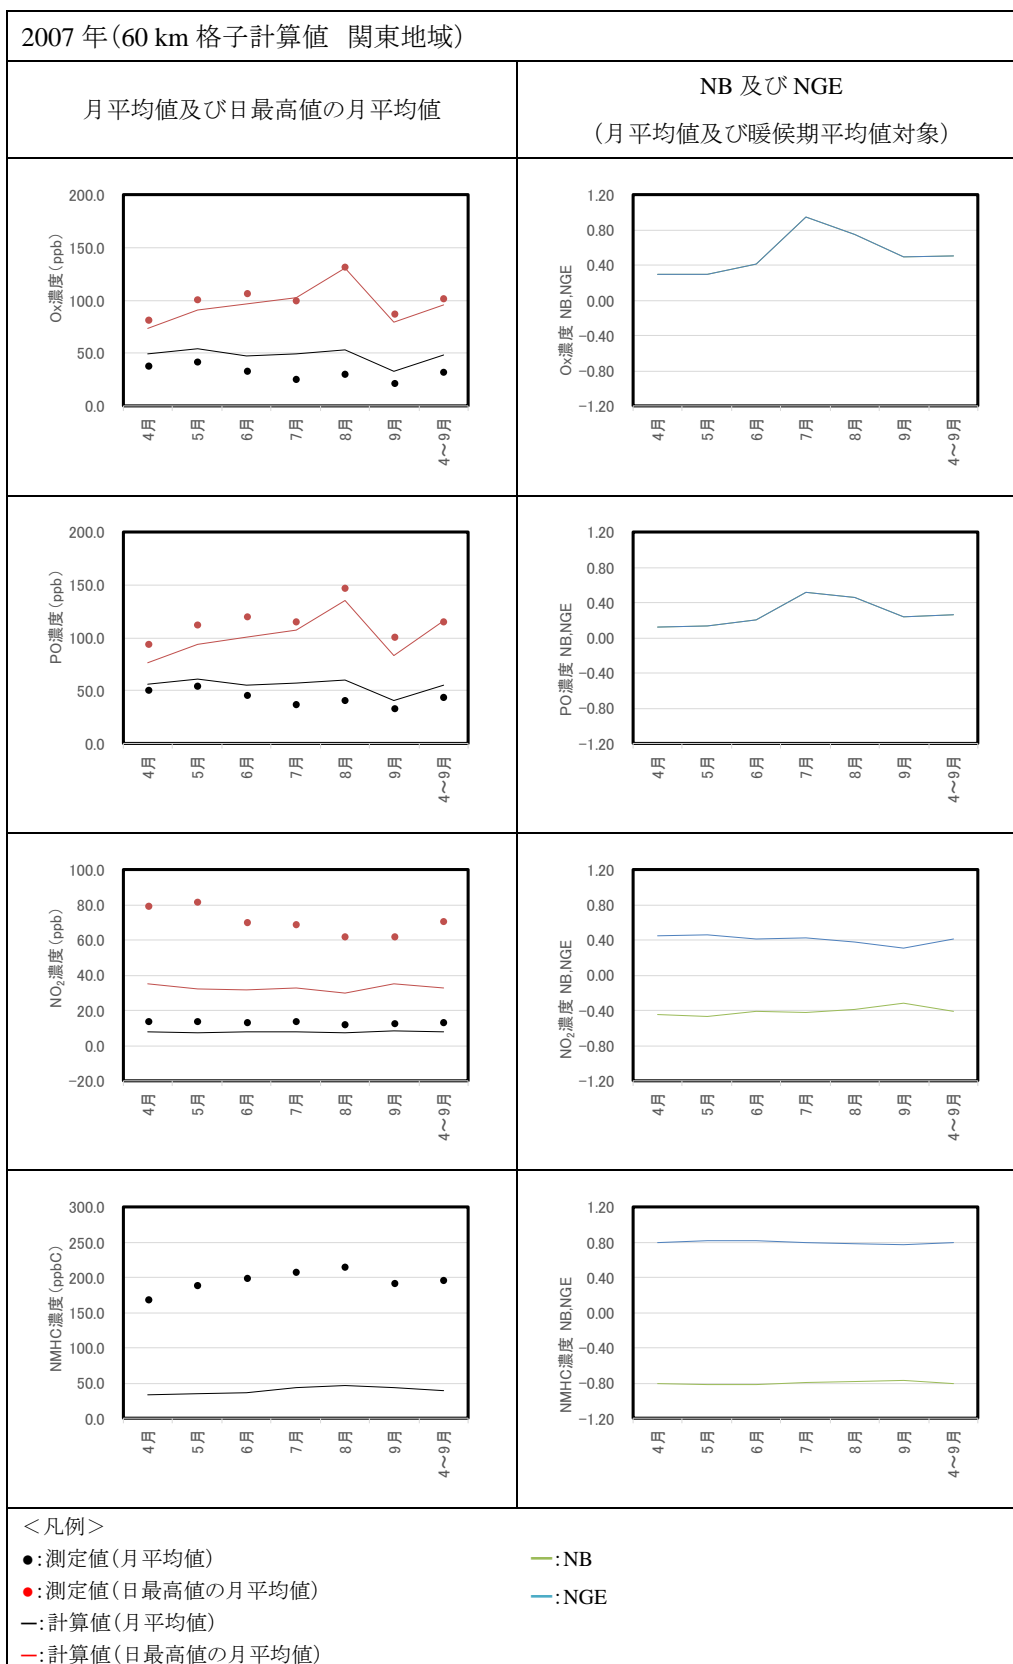 2007 年（60 km 格子計算値　関東地域）
月平均値及び日最高値の月平均値
NB 及び NGE
（月平均値及び暖候期平均値対象）
200.0
150.0
100.0
50.0
0.0
Ox濃度（ppb）
4月
5月
6月
7月
8月
9月
4～9月
1.20
0.80
0.40
0.00
−0.40
−0.80
−1.20
Ox濃度 NB,NGE
4月
5月
6月
7月
8月
9月
4～9月
200.0
150.0
100.0
50.0
0.0
PO濃度（ppb）
4月
5月
6月
7月
8月
9月
4～9月
1.20
0.80
0.40
0.00
−0.40
−0.80
−1.20
PO濃度 NB,NGE
4月
5月
6月
7月
8月
9月
4～9月
100.0
80.0
60.0
40.0
20.0
0.0
−20.0
NO₂濃度（ppb）
4月
5月
6月
7月
8月
9月
4～9月
1.20
0.80
0.40
0.00
−0.40
−0.80
−1.20
NO₂濃度 NB,NGE
4月
5月
6月
7月
8月
9月
4～9月
300.0
250.0
200.0
150.0
100.0
50.0
0.0
NMHC濃度（ppbC）
4月
5月
6月
7月
8月
9月
4～9月
1.20
0.80
0.40
0.00
−0.40
−0.80
−1.20
NMHC濃度 NB,NGE
4月
5月
6月
7月
8月
9月
4～9月
＜凡例＞
●：測定値（月平均値）
●：測定値（日最高値の月平均値）
―：計算値（月平均値）
―：計算値（日最高値の月平均値）
―：NB
―：NGE